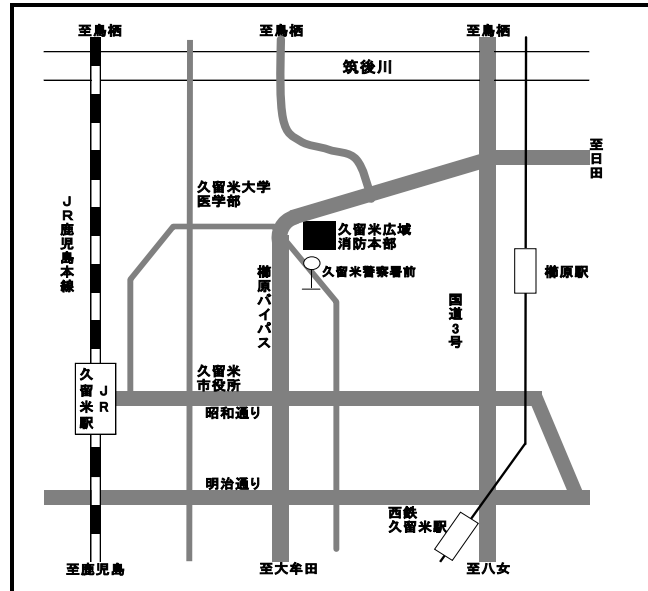 至鳥栖
至鳥栖
至鳥栖
筑後川
至日田
久留米大学
医学部
JR鹿児島本線
久留米広域
消防本部
久留米警察署前
櫛原駅
櫛原バイパス
国道3号
久留米
市役所
JR
久留米駅
昭和通り
明治通り
西鉄
久留米駅
至鹿児島
至大牟田
至八女